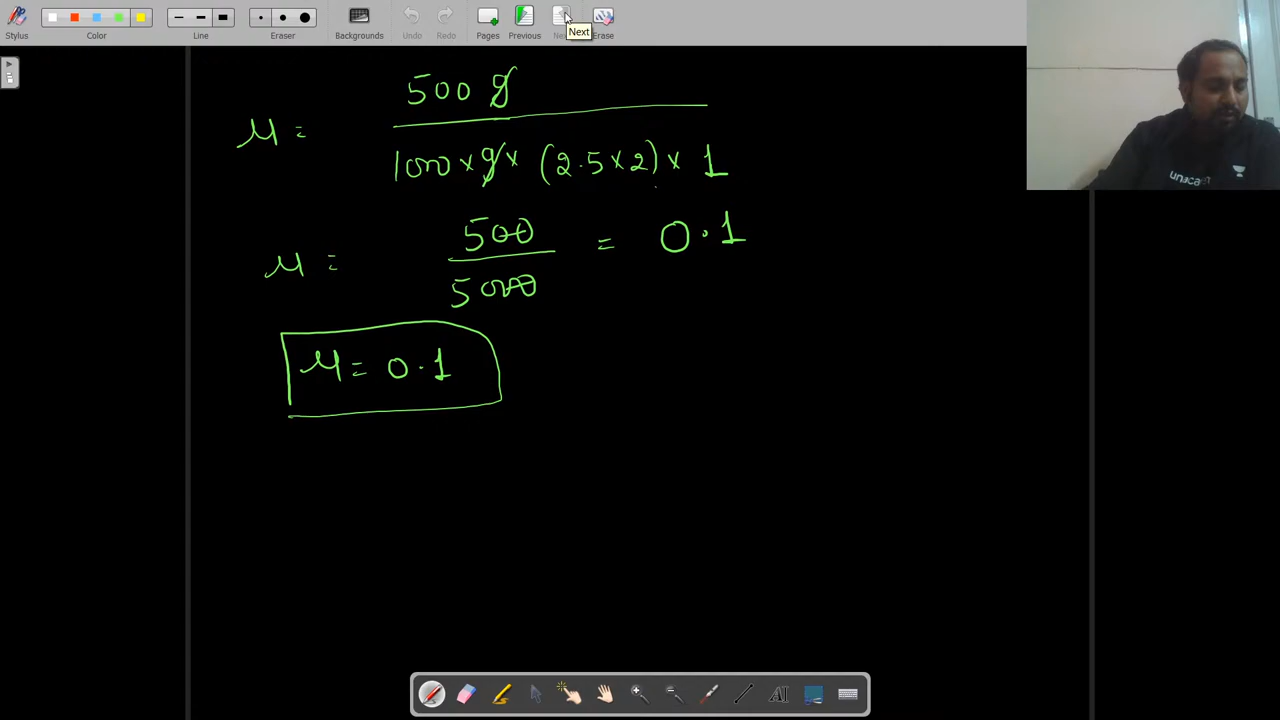 Stylus
Color
Line
Eraser
Backgrounds
Undo
Redo
Pages
Previous
Next
Erase
500 g
μ =
1000 × g × (2.5 × 2) × 1
500
μ = = 0.1
5000
μ = 0.1